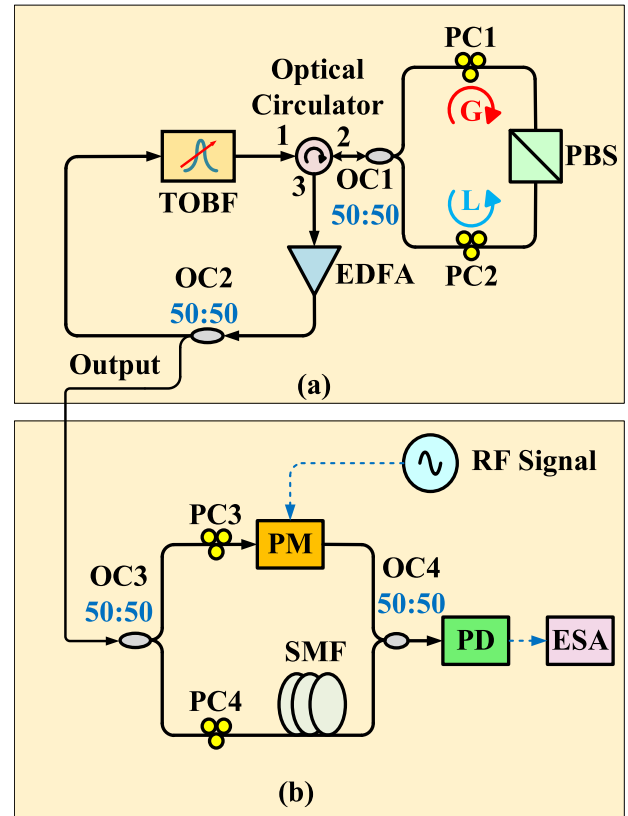 PC1
Optical
Circulator
G
1
2
PBS
TOBF
3
OC1
50:50
L
OC2
EDFA
PC2
50:50
Output
(a)
RF Signal
PC3
PM
OC3
OC4
50:50
50:50
SMF
PD
ESA
PC4
(b)